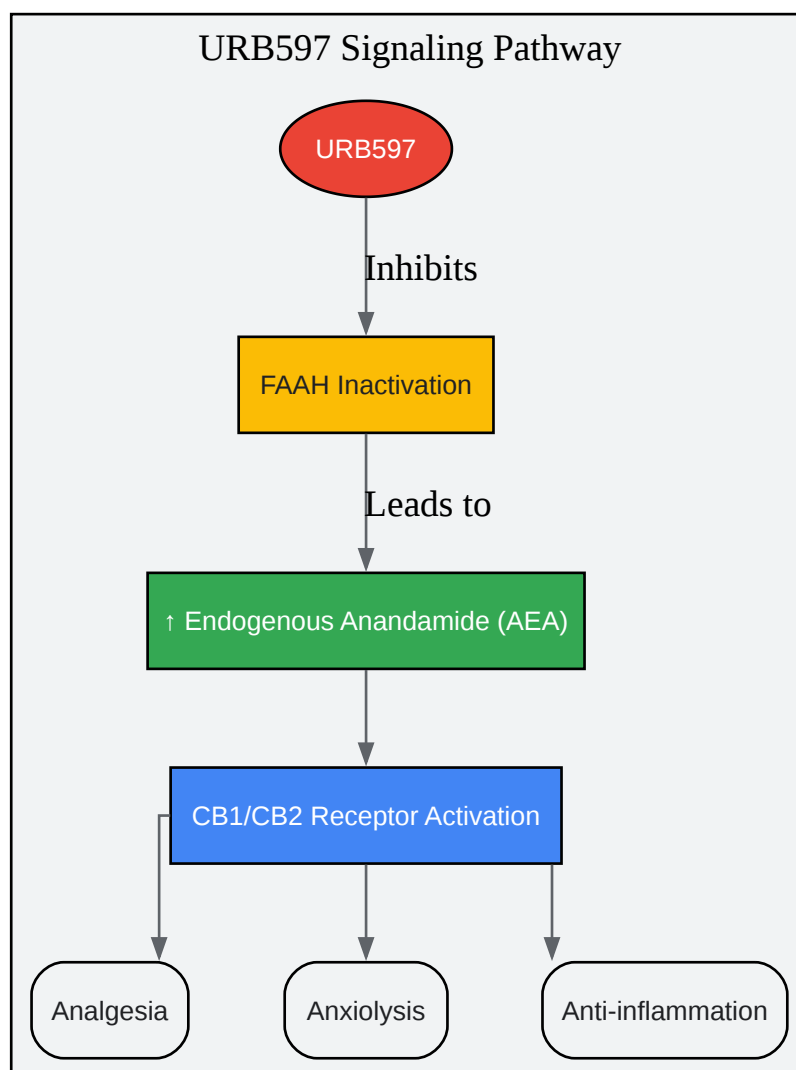 URB597 Signaling Pathway
URB597
Inhibits
FAAH Inactivation
Leads to
↑ Endogenous Anandamide (AEA)
CB1/CB2 Receptor Activation
Analgesia
Anxiolysis
Anti-inflammation